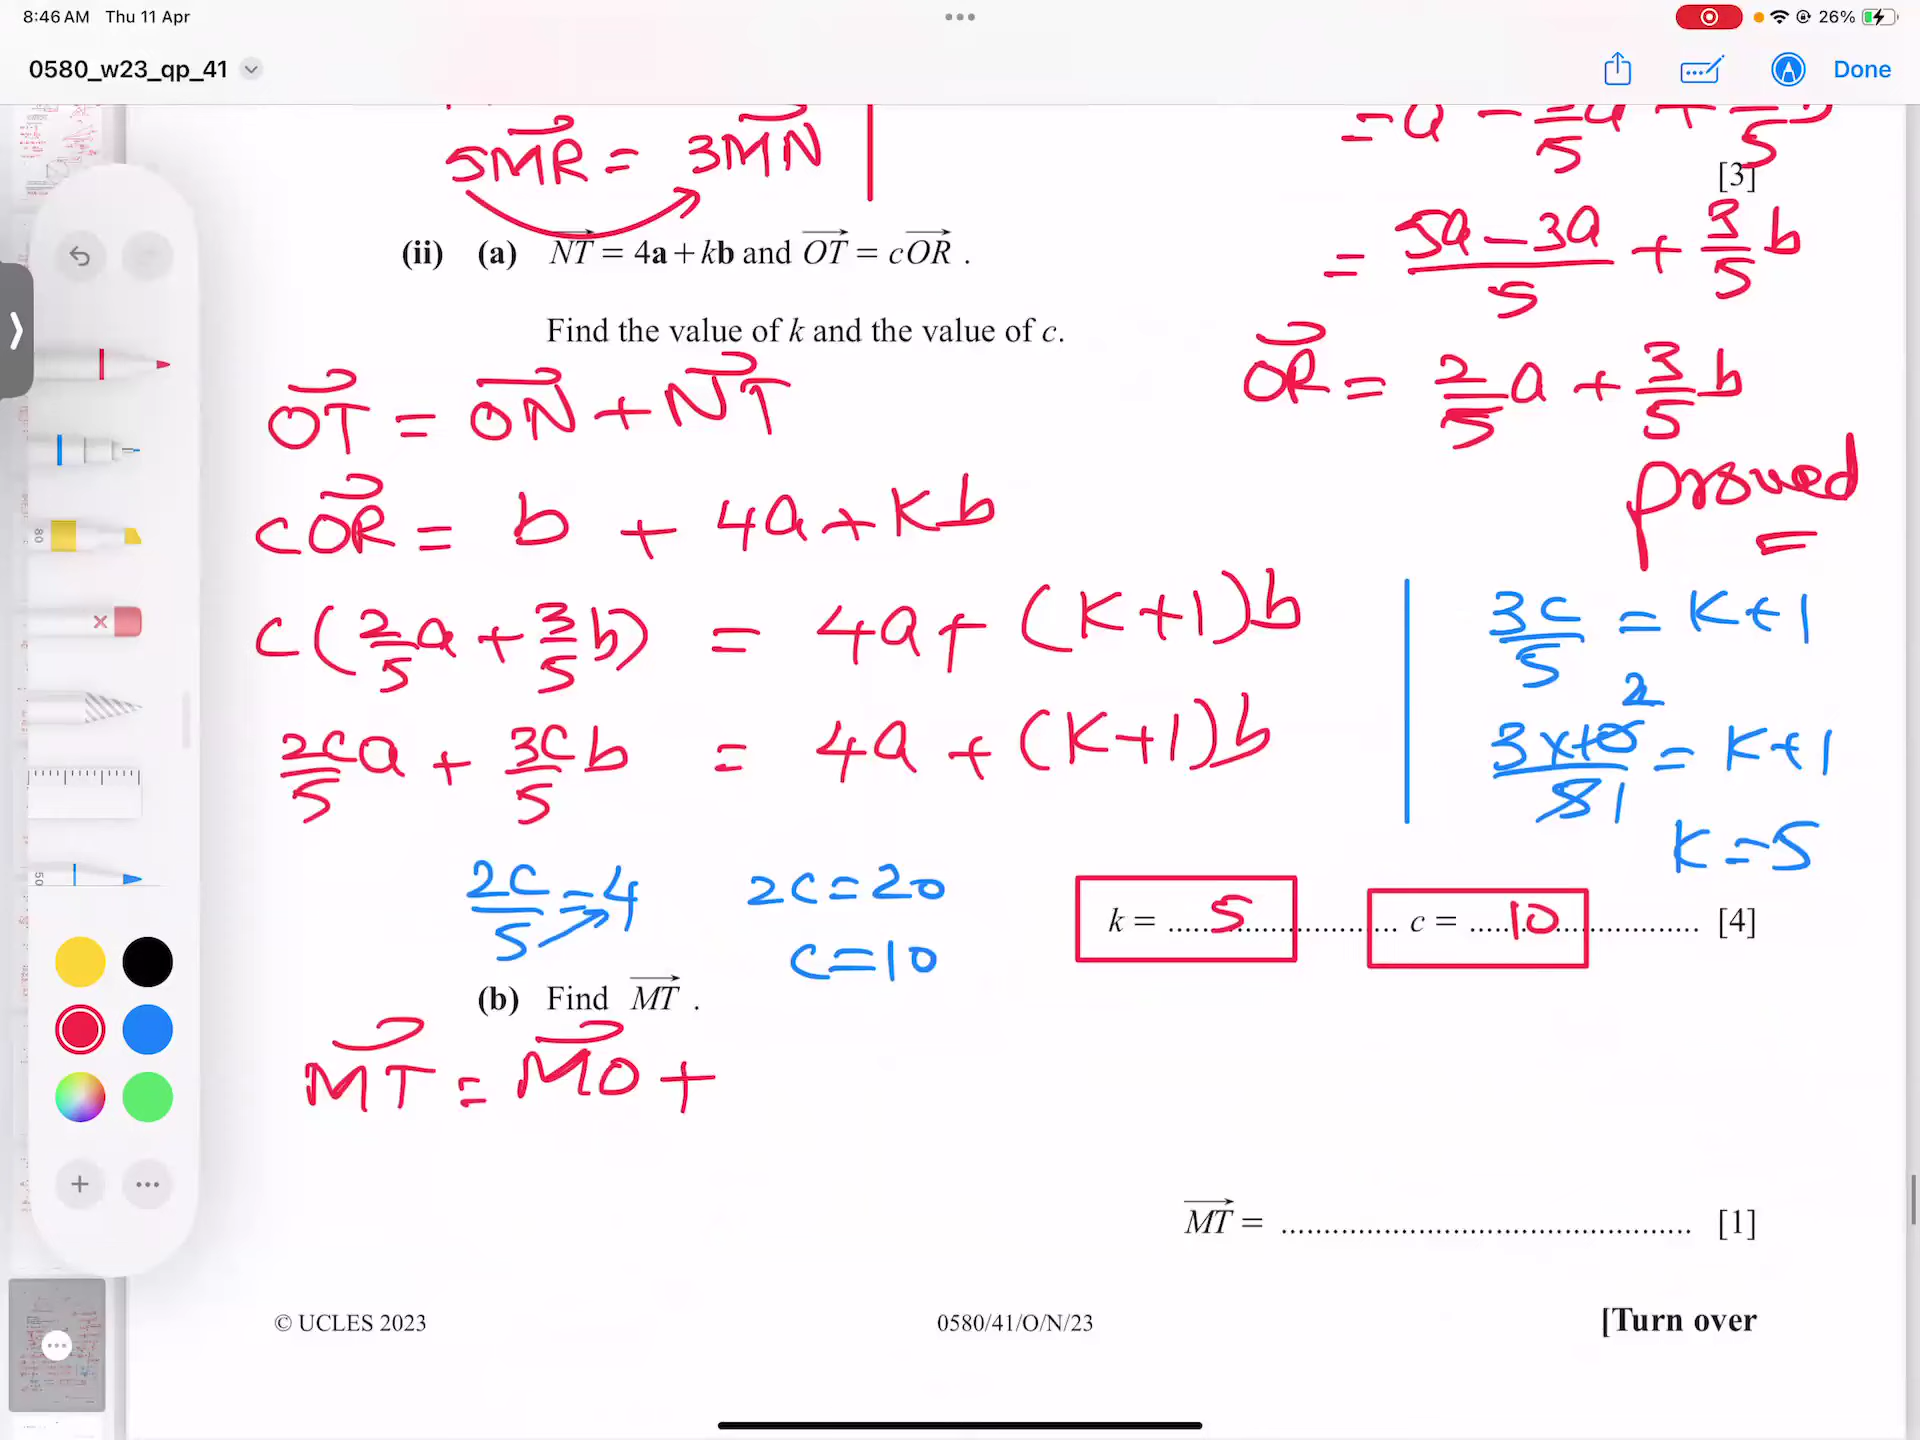 8:46 AM Thu 11 Apr
26%
0580_w23_qp_41
Done
5MR = 3MN
= a - 3/5 a + 3/5 b
[3]
(ii) (a) NT = 4a + kb and OT = cOR .
= 5a - 3a / 5 + 3/5 b
Find the value of k and the value of c.
OR = 2/5 a + 3/5 b
OT = ON + NT
proved
cOR = b + 4a + kb
c(2/5 a + 3/5 b) = 4a + (k+1)b
3c/5 = k+1
2c/5 a + 3c/5 b = 4a + (k+1)b
3×10/5 = k+1
2
1
k = 5
2c/5 = 4 2c = 20
k = ...... 5 ...... c = ...... 10 ...... [4]
c = 10
(b) Find MT .
MT = MO +
MT = ...... [1]
© UCLES 2023 0580/41/O/N/23 [Turn over
80
50